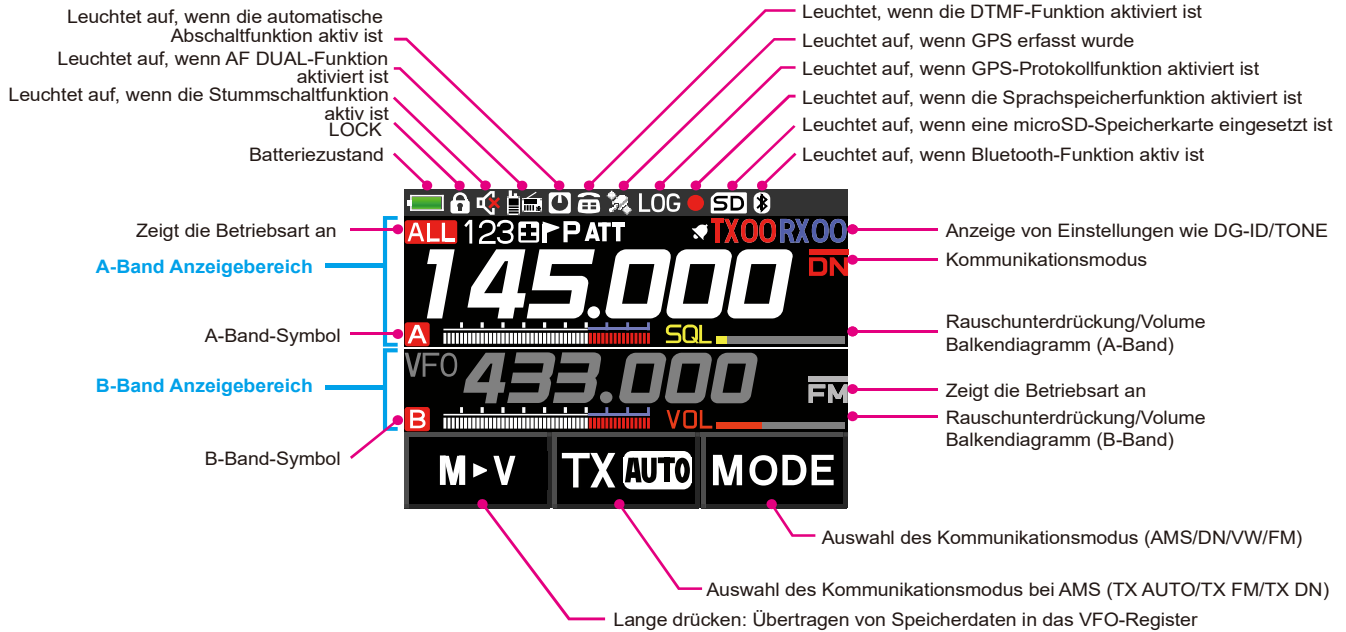 Leuchtet auf, wenn die automatische
Abschaltfunktion aktiv ist
Leuchtet auf, wenn AF DUAL-Funktion
aktiviert ist
Leuchtet auf, wenn die Stummschaltfunktion
aktiv ist
LOCK
Batteriezustand
Leuchtet, wenn die DTMF-Funktion aktiviert ist
Leuchtet auf, wenn GPS erfasst wurde
Leuchtet auf, wenn GPS-Protokollfunktion aktiviert ist
Leuchtet auf, wenn die Sprachspeicherfunktion aktiviert ist
Leuchtet auf, wenn eine microSD-Speicherkarte eingesetzt ist
Leuchtet auf, wenn Bluetooth-Funktion aktiv ist
LOG SD
Zeigt die Betriebsart an
A-Band Anzeigebereich
A-Band-Symbol
B-Band Anzeigebereich
B-Band-Symbol
ALL 123 P ATT TX00 RX00
145.000 DN
A SQL
VFO 433.000 FM
B VOL
M▸V TX AUTO MODE
Anzeige von Einstellungen wie DG-ID/TONE
Kommunikationsmodus
Rauschunterdrückung/Volume
Balkendiagramm (A-Band)
Zeigt die Betriebsart an
Rauschunterdrückung/Volume
Balkendiagramm (B-Band)
Auswahl des Kommunikationsmodus (AMS/DN/VW/FM)
Auswahl des Kommunikationsmodus bei AMS (TX AUTO/TX FM/TX DN)
Lange drücken: Übertragen von Speicherdaten in das VFO-Register